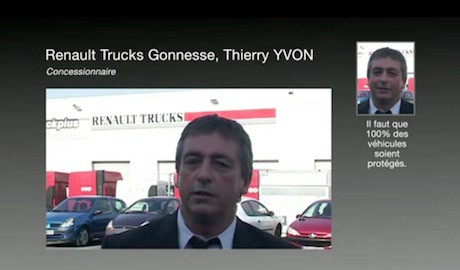 Renault Trucks Gonnesse, Thierry YVON
Concessionnaire
RENAULT TRUCKS
Il faut que
100% des
véhicules
soient
protégés.